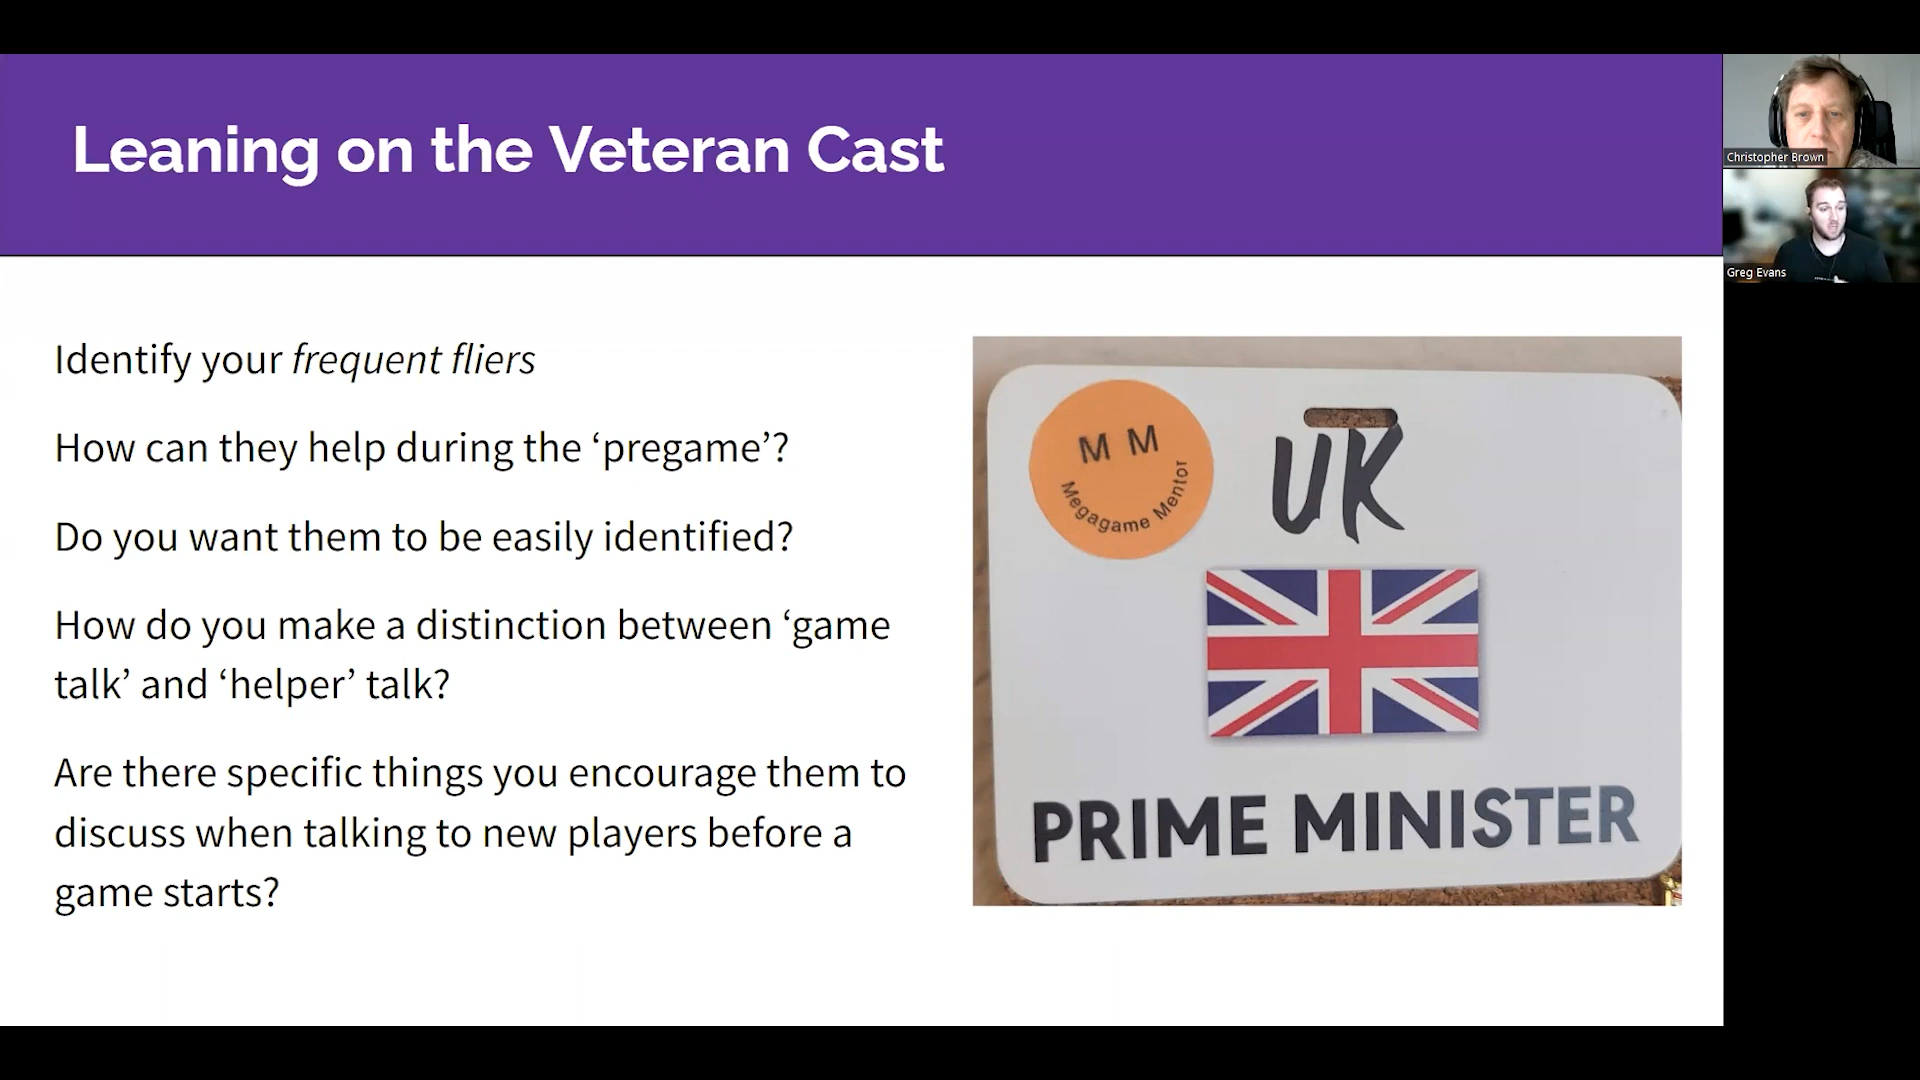 Leaning on the Veteran Cast
Identify your frequent fliers
How can they help during the ‘pregame’?
Do you want them to be easily identified?
How do you make a distinction between ‘game
talk’ and ‘helper’ talk?
Are there specific things you encourage them to
discuss when talking to new players before a
game starts?
M M
Megagame Mentor
UK
PRIME MINISTER
Christopher Brown
Greg Evans